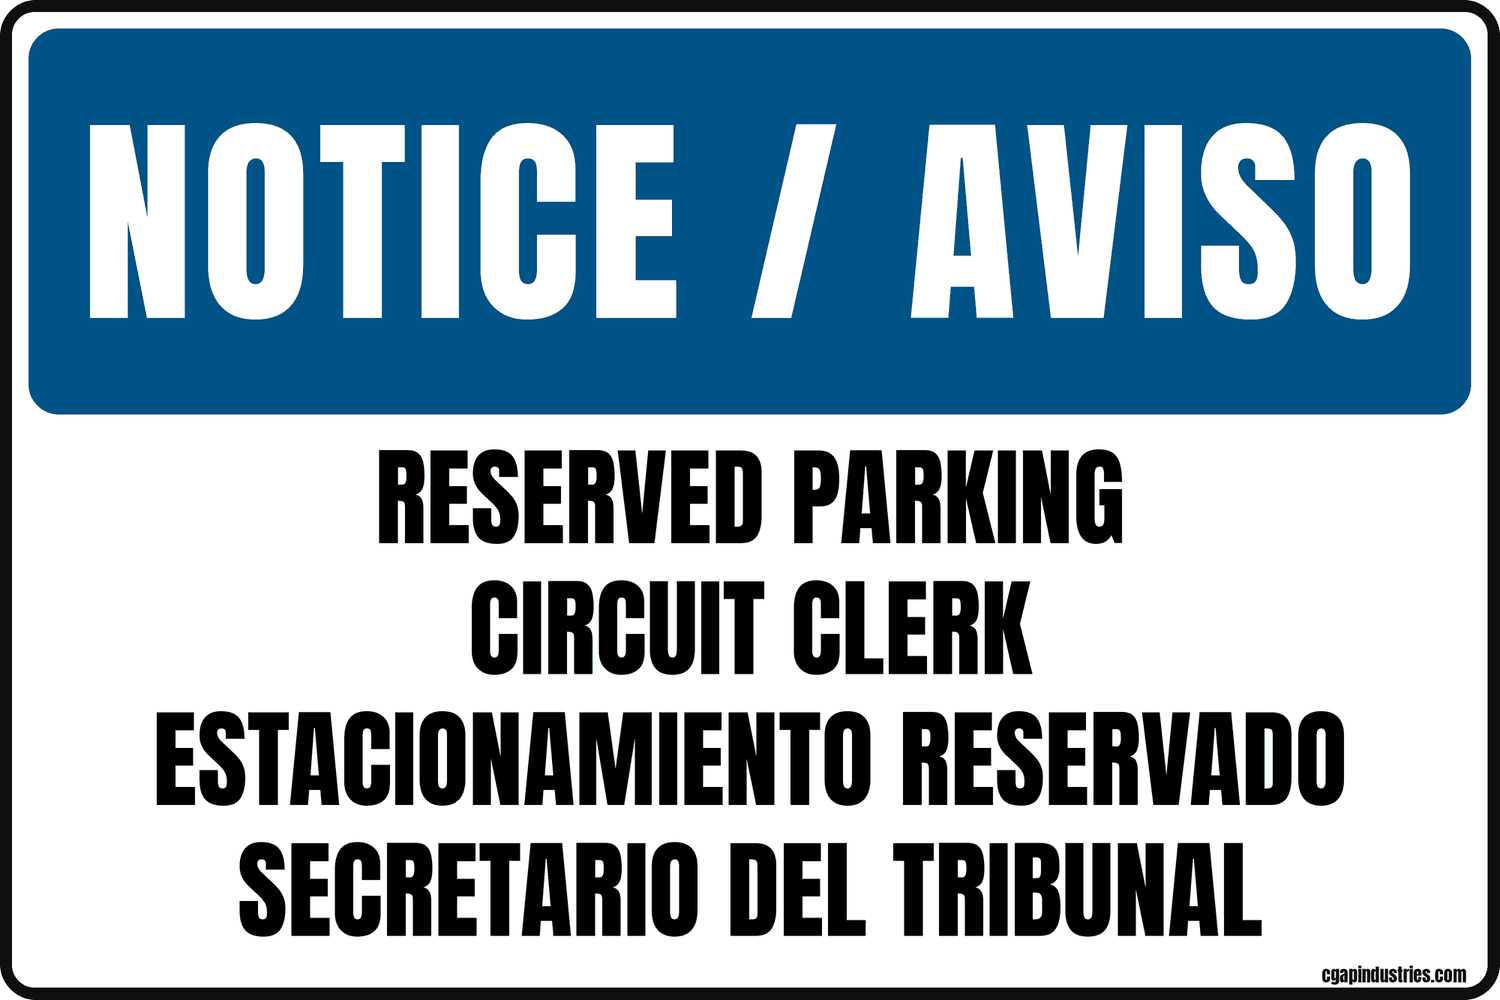 NOTICE / AVISO
RESERVED PARKING
CIRCUIT CLERK
ESTACIONAMIENTO RESERVADO
SECRETARIO DEL TRIBUNAL
cgapindustries.com